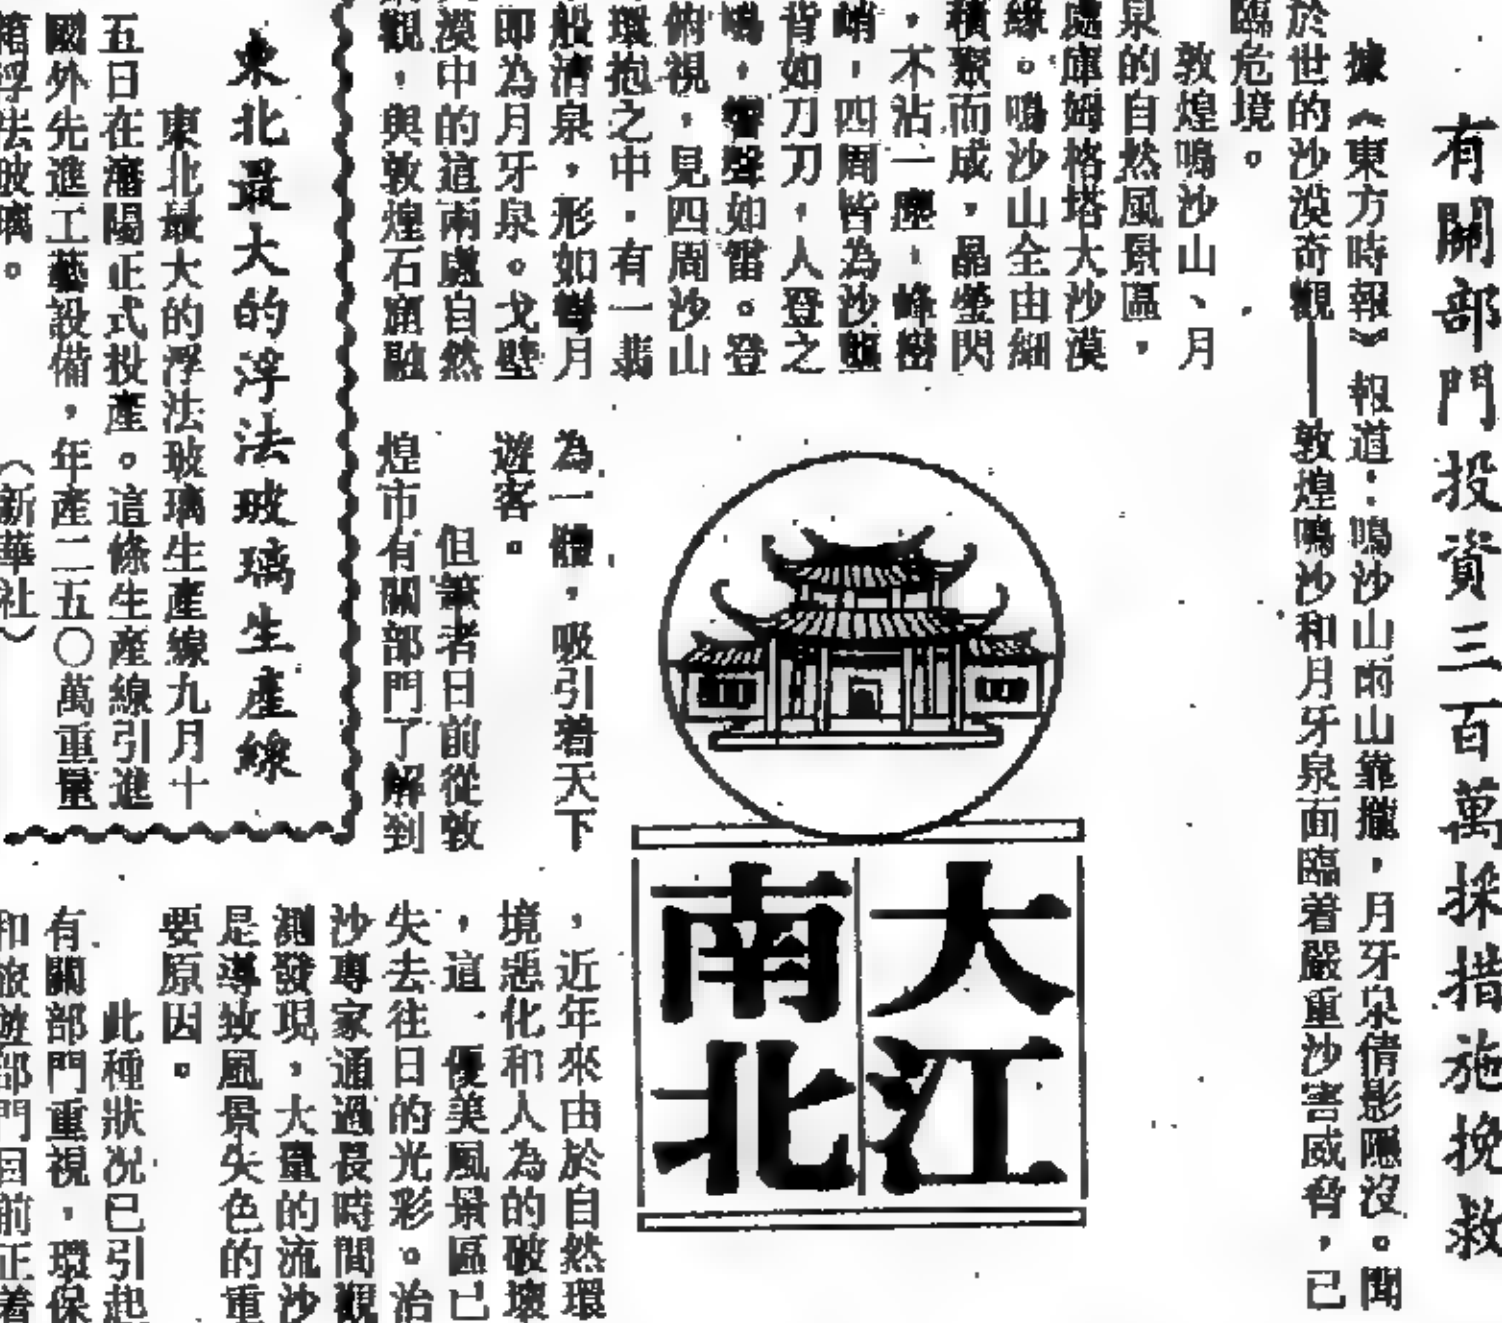 有關部門投資三百萬採措施挽救
據《東方時報》報道：鳴沙山兩山靠攏，月牙泉倩影隱沒。聞
於世的沙漠奇觀——敦煌鳴沙和月牙泉面臨着嚴重沙害威脅，已
臨危境。
敦煌鳴沙山、月
泉的自然風景區，
處庫姆格塔大沙漠
緣。鳴沙山全由細
積聚而成，晶瑩閃
，不沾一塵，峰巒
峭，四周皆為沙壟
背如刀刃，人登之
鳴，響聲如雷。登
俯視，見四周沙山
環抱之中，有一翡
般清泉，形如彎月
即為月牙泉。戈壁
漠中的這兩處自然
觀，與敦煌石窟融
為一體，吸引着天下
遊客。
但筆者日前從敦
煌市有關部門了解到
，近年來由於自然環
境惡化和人為的破壞
，這 優美風景區已
失去往日的光彩。治
沙專家通過長時間觀
測發現，大量的流沙
是導致風景失色的重
要原因。
此種狀況已引起
有關部門重視，環保
和旅遊部門目前正着
大江
南北
東北最大的浮法玻璃生產線
東北最大的浮法玻璃生產線九月十
五日在瀋陽正式投產。這條生產線引進
國外先進工藝設備，年產二五〇萬重量
箱浮法玻璃。
（新華社）